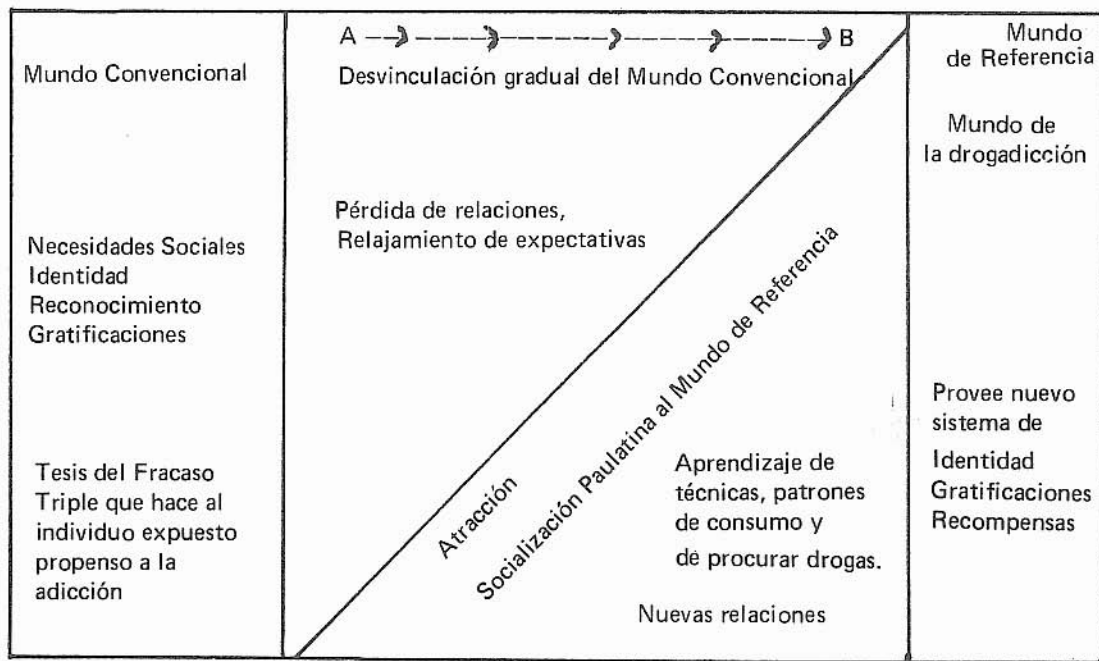 Mundo Convencional
Necesidades Sociales
Identidad
Reconocimiento
Gratificaciones
Tesis del Fracaso
Triple que hace al
individuo expuesto
propenso a la
adicción
A B
Desvinculación gradual del Mundo Convencional
Pérdida de relaciones,
Relajamiento de expectativas
Atracción
Socialización Paulatina al Mundo de Referencia
Aprendizaje de
técnicas, patrones
de consumo y
de procurar drogas.
Nuevas relaciones
Mundo
de Referencia
Mundo de
la drogadicción
Provee nuevo
sistema de
Identidad
Gratificaciones
Recompensas